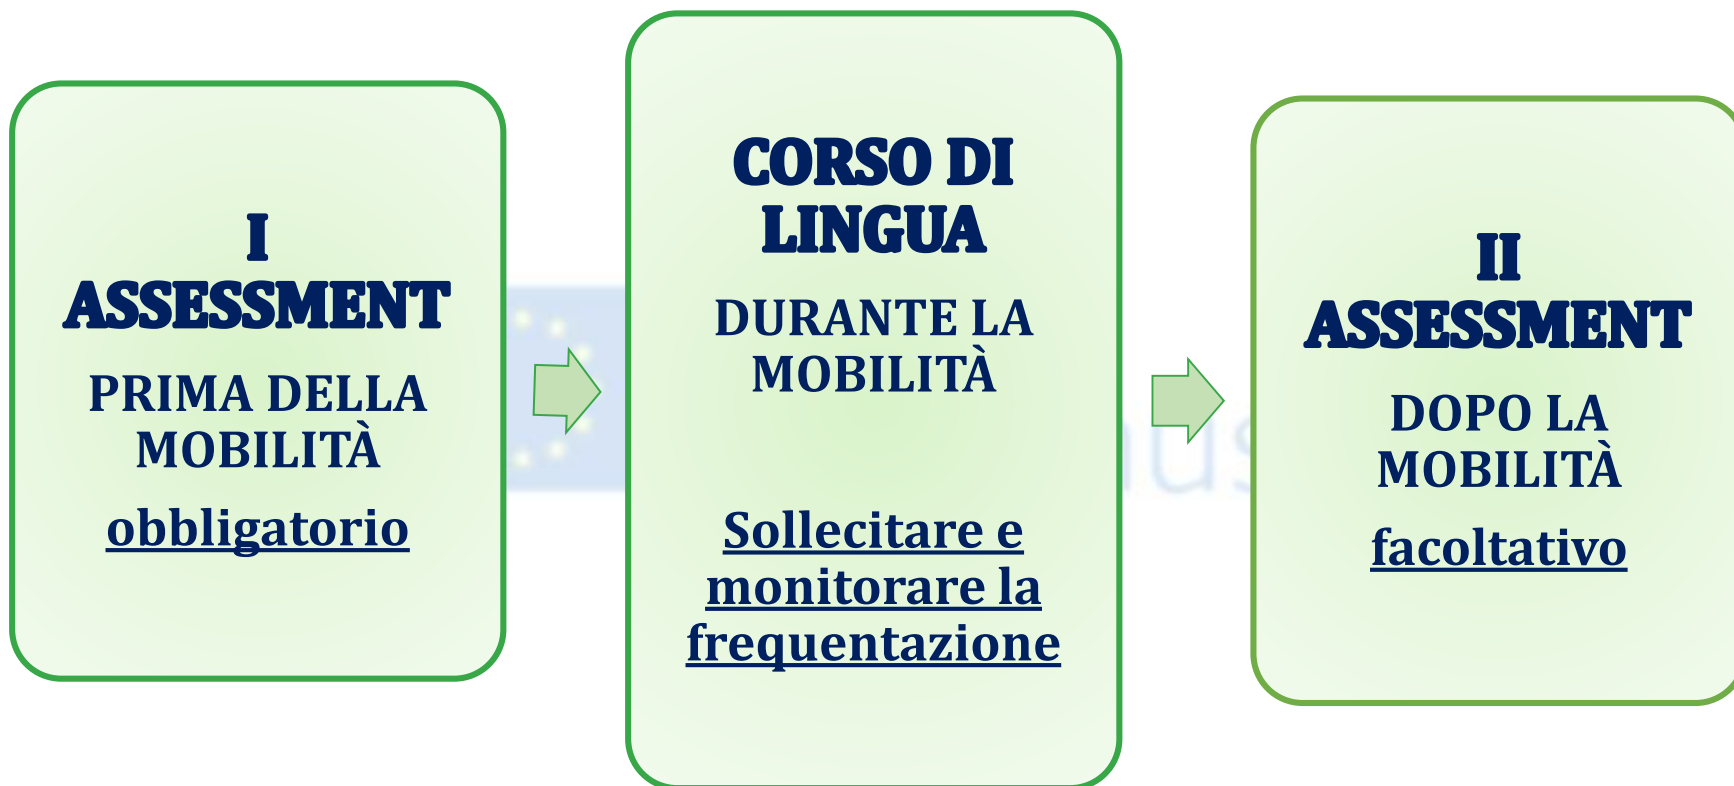 I
ASSESSMENT
PRIMA DELLA
MOBILITÀ
obbligatorio
CORSO DI
LINGUA
DURANTE LA
MOBILITÀ
Sollecitare e
monitorare la
frequentazione
II
ASSESSMENT
DOPO LA
MOBILITÀ
facoltativo